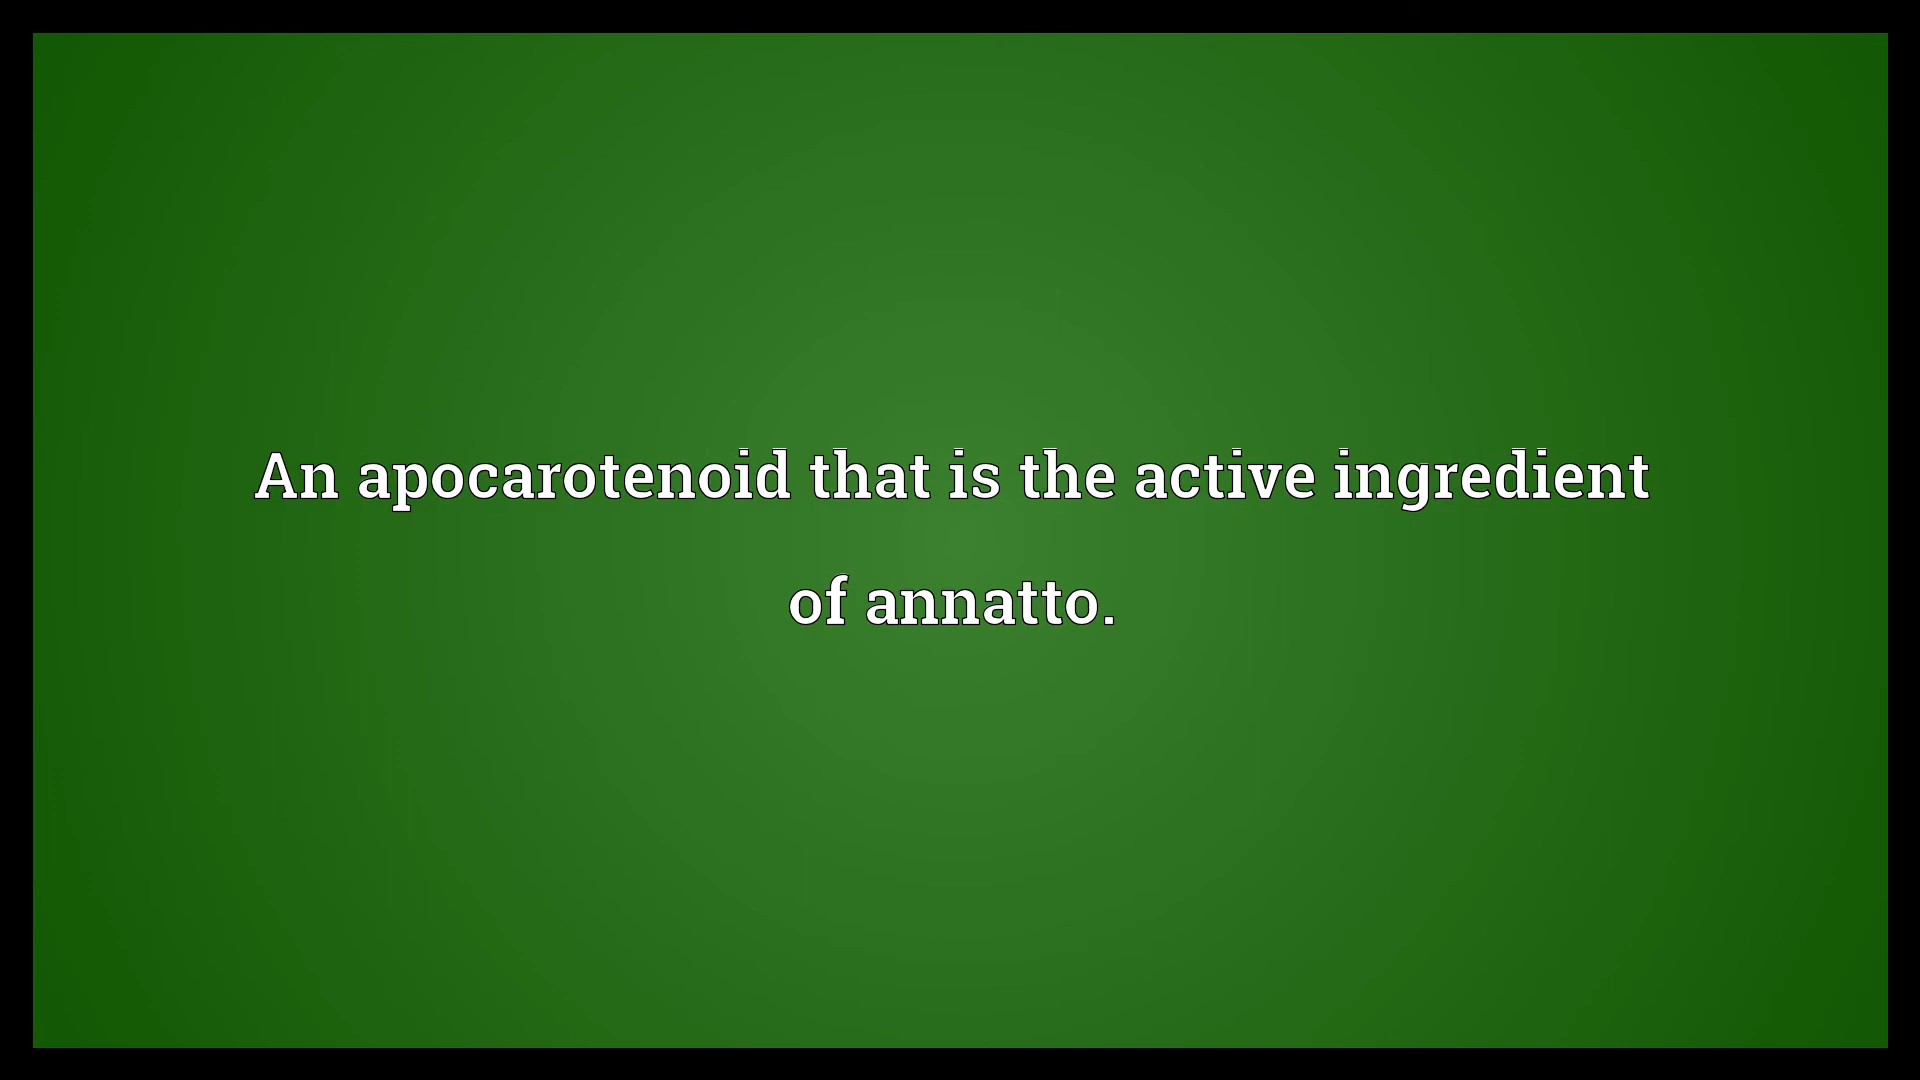 An apocarotenoid that is the active ingredient
of annatto.